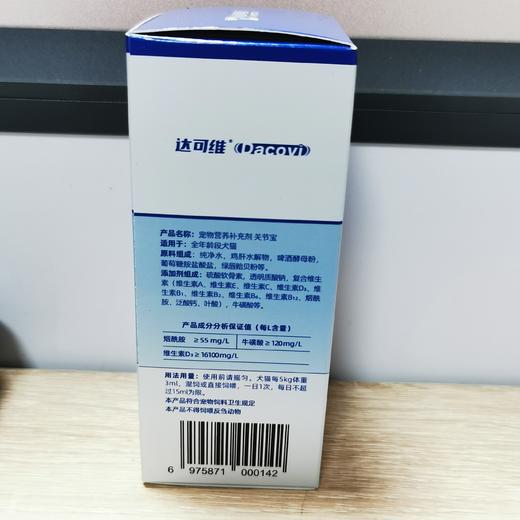 达可维® Dacovi
产品名称：宠物营养补充剂 关节宝
适用于：全年龄段犬猫
原料组成：纯净水，鸡肝水解物，啤酒酵母粉，
葡萄糖胺盐酸盐，绿唇贻贝粉等。
添加剂组成：硫酸软骨素，透明质酸钠，复合维生
素（维生素A、维生素E、维生素C、维生素D₃、维
生素B₁、维生素B₂、维生素B₆、维生素B₁₂、烟酰
胺、泛酸钙、叶酸），牛磺酸等。
产品成分分析保证值（每L含量）
烟酰胺 ≥55mg/L 牛磺酸≥120mg/L
维生素D₃≥16100mg/L
用法用量：使用前请摇匀。犬猫每5kg体重
3ml，混饲或直接饲喂，一日1次，每日不超
过15ml为限。
本产品符合宠物饲料卫生规定
本产品不得饲喂反刍动物
6 975871 000142